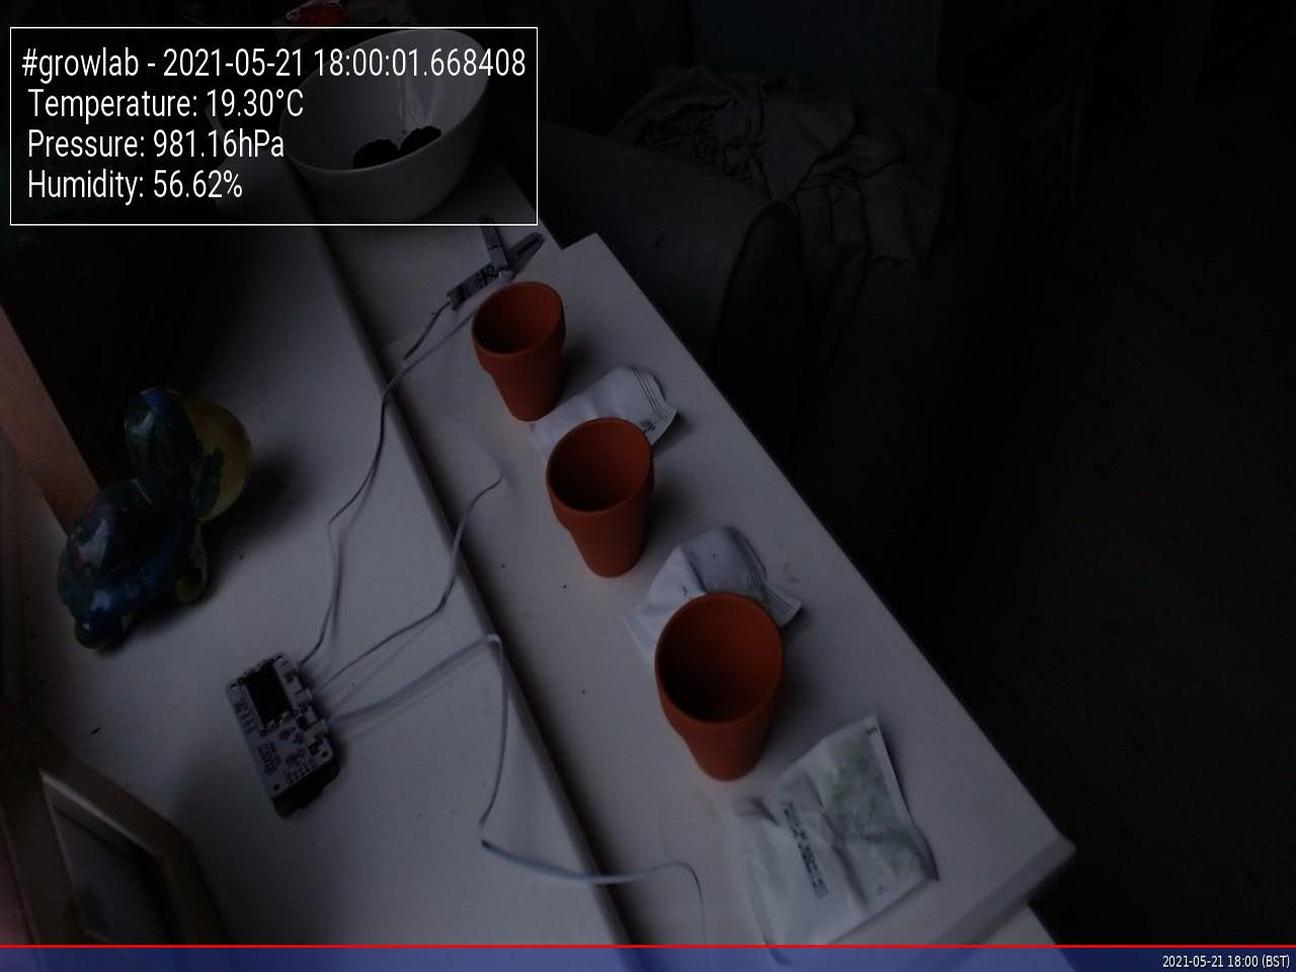 #growlab - 2021-05-21 18:00:01.668408
Temperature: 19.30°C
Pressure: 981.16hPa
Humidity: 56.62%
2021-05-21 18:00 (BST)